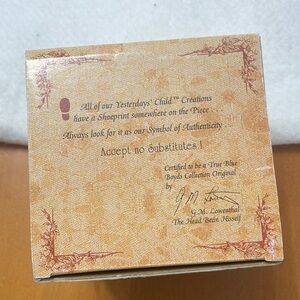 All of our Yesterdays' Child™ Creations
have a Shoeprint somewhere on the Piece . . .
Always look for it as our Symbol of Authenticity . . .
Accept no Substitutes !
Certified to be a True Blue
Boyds Collection Original
by
G.M. Lowenthal
G.M. Lowenthal
The Head Bean Hisself